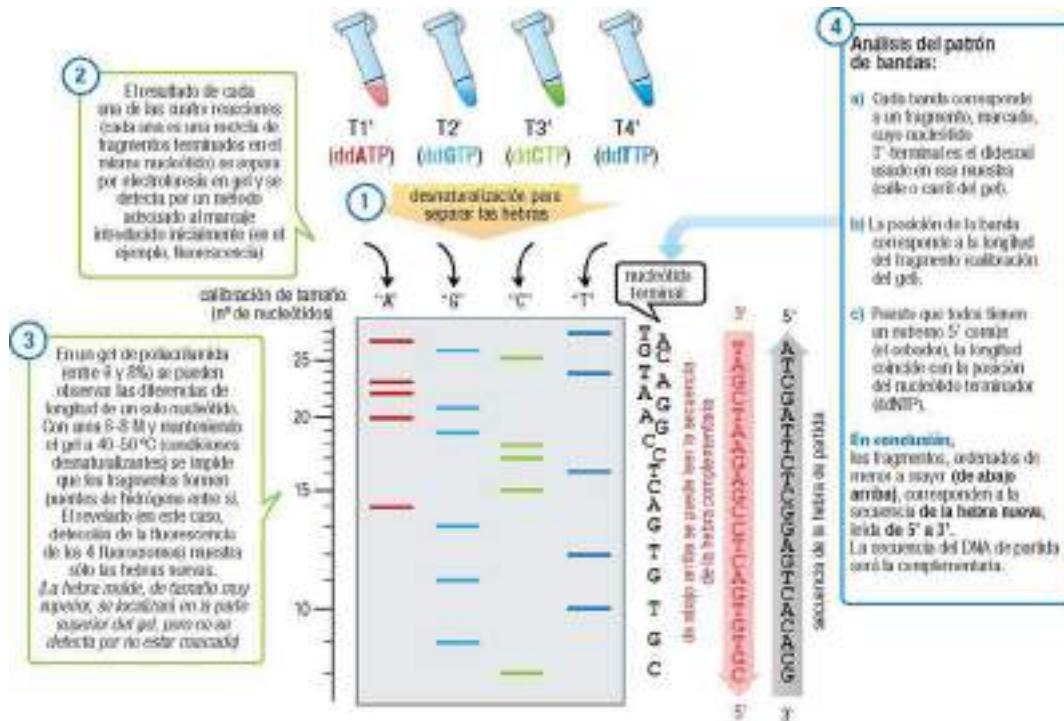 T1'
T2'
T3'
T4'
(ddATP)
(ddGTP)
(ddCTP)
(ddTTP)
1
desnaturalización para
separar las hebras
2
El resultado de cada
una de las cuatro reacciones
(cada una es una mezcla de
fragmentos terminados en el
mismo nucleótido) se separa
por electroforesis en gel y se
detecta por un método
adecuado al marcaje
introducido inicialmente (en el
ejemplo, fluorescencia)
calibración de tamaño
(nº de nucleótidos)
"A"
"G"
"C"
"T"
nucleótido
terminal
25
20
15
10
3
En un gel de poliacrilamida
(entre 4 y 8%) se pueden
observar las diferencias de
longitud de un solo nucleótido.
Con urea 6-8 M y manteniendo
el gel a 40-50 °C (condiciones
desnaturalizantes) se impide
que los fragmentos formen
puentes de hidrógeno entre sí.
El revelado (en este caso,
detección de la fluorescencia
de los 4 fluorocromos) muestra
sólo las hebras nuevas.
(La hebra molde, de tamaño muy
superior, se localizará en la parte
superior del gel, pero no se
detecta por no estar marcada)
de abajo arriba se puede leer la secuencia
de la hebra complementaria
3'
5'
secuencia de la hebra de partida
5'
3'
4
Análisis del patrón
de bandas:
a) Cada banda corresponde
a un fragmento, marcado,
cuyo nucleótido
3'-terminal es el didesoxi
usado en esa muestra
(calle o carril del gel).
b) La posición de la banda
corresponde a la longitud
del fragmento (calibración
del gel).
c) Puesto que todos tienen
un extremo 5' común
(el cebador), la longitud
coincide con la posición
del nucleótido terminador
(ddNTP).
En conclusión,
los fragmentos, ordenados de
menor a mayor (de abajo
arriba), corresponden a la
secuencia de la hebra nueva,
leída de 5' a 3'.
La secuencia del DNA de partida
será la complementaria.